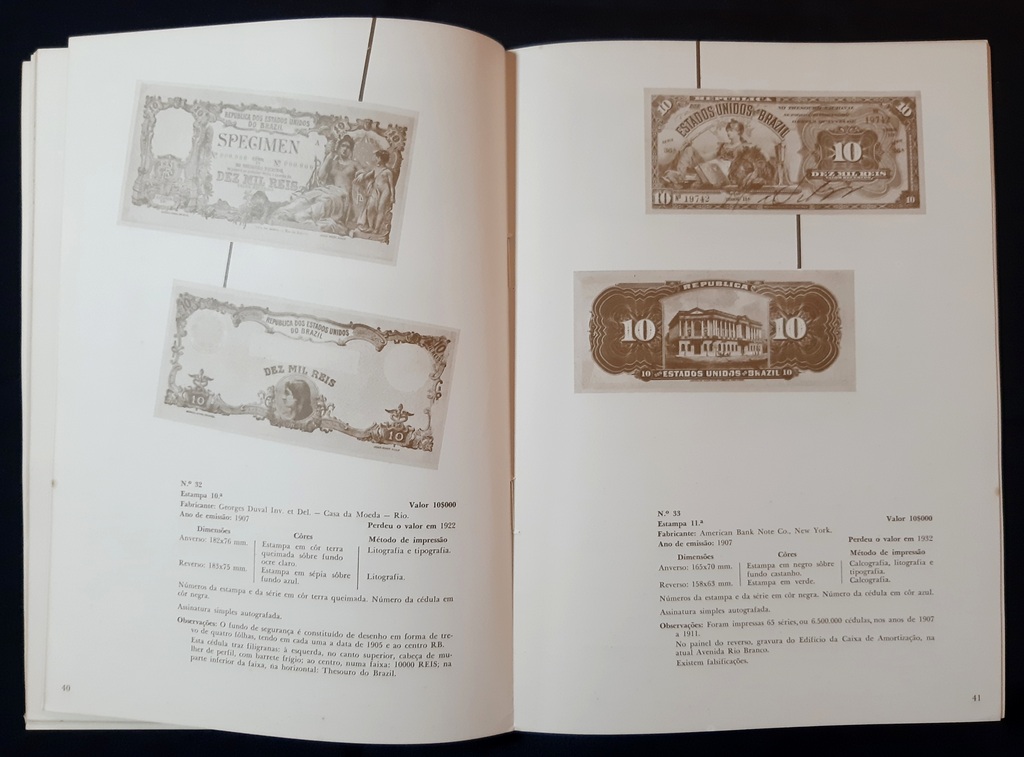 REPUBLICA DOS ESTADOS UNIDOS
DO BRAZIL
SPECIMEN
DEZ MIL REIS
REPUBLICA DOS ESTADOS UNIDOS
DO BRAZIL
DEZ MIL REIS
10
10
N.º 32
Estampa 10.ª
Valor 10$000
Fabricante: Georges Duval Inv. et Del. — Casa da Moeda — Rio.
Ano de emissão: 1907
Perdeu o valor em 1922
Dimensões
Côres
Método de impressão
Anverso: 182x76 mm.
Estampa em côr terra
queimada sôbre fundo
ocre claro.
Litografia e tipografia.
Reverso: 183x75 mm.
Estampa em sépia sôbre
fundo azul.
Litografia.
Números da estampa e da série em côr terra queimada. Número da cédula em
côr negra.
Assinatura simples autografada.
Observações: O fundo de segurança é constituído de desenho em forma de tre-
vo de quatro fôlhas, tendo em cada uma a data de 1905 e ao centro RB.
Esta cédula traz filigranas: à esquerda, no canto superior, cabeça de mu-
lher de perfil, com barrete frígio; ao centro, numa faixa: 10000 REIS; na
parte inferior da faixa, na horizontal: Thesouro do Brazil.
40
REPUBLICA
DOS
ESTADOS UNIDOS DO BRAZIL
10
10
19742
10
DEZ MIL REIS
10
Nº 19742
10
REPUBLICA
10
10
10 DOS ESTADOS UNIDOS DO BRAZIL 10
N.º 33
Estampa 11.ª
Valor 10$000
Fabricante: American Bank Note Co., New York.
Ano de emissão: 1907
Perdeu o valor em 1932
Dimensões
Côres
Método de impressão
Anverso: 165x70 mm.
Estampa em negro sôbre
fundo castanho.
Calcografia, litografia e
tipografia.
Reverso: 158x63 mm.
Estampa em verde.
Calcografia.
Números da estampa e da série em côr negra. Número da cédula em côr azul.
Assinatura simples autografada.
Observações: Foram impressas 65 séries, ou 6.500.000 cédulas, nos anos de 1907
a 1911.
No painel do reverso, gravura do Edifício da Caixa de Amortização, na
atual Avenida Rio Branco.
Existem falsificações.
41